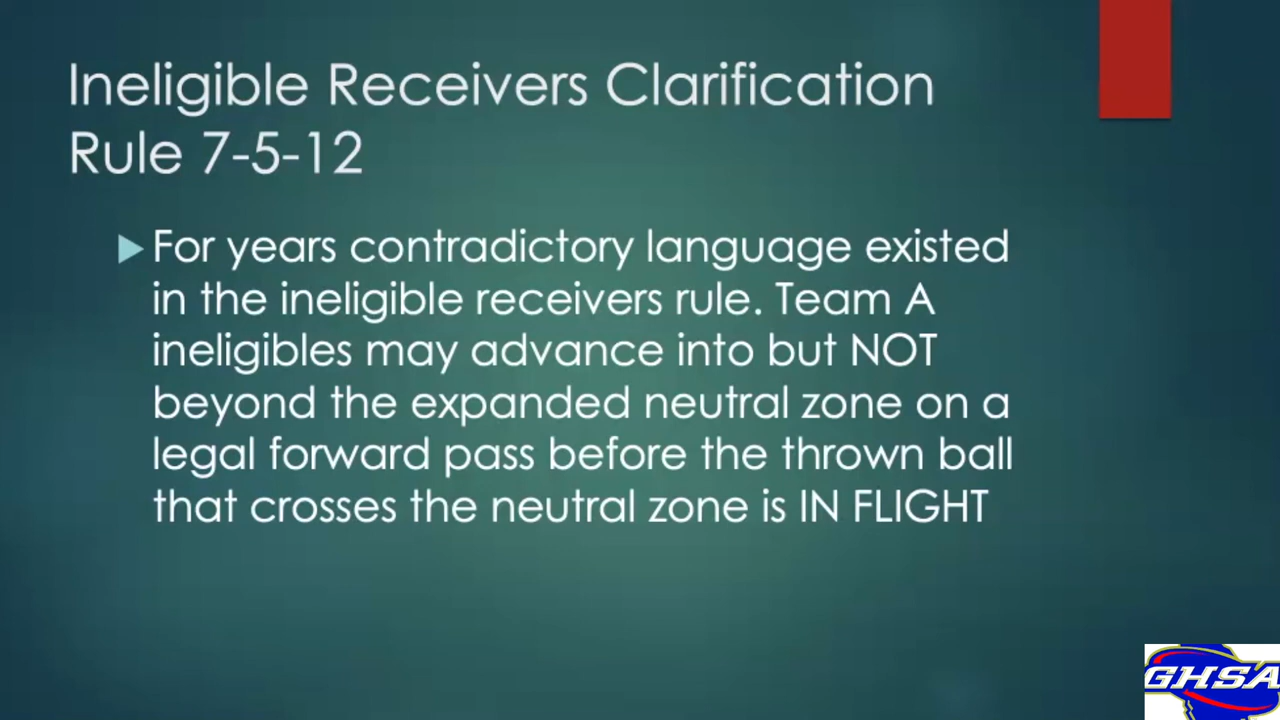 Ineligible Receivers Clarification
Rule 7-5-12
For years contradictory language existed
in the ineligible receivers rule. Team A
ineligibles may advance into but NOT
beyond the expanded neutral zone on a
legal forward pass before the thrown ball
that crosses the neutral zone is IN FLIGHT
GHSA